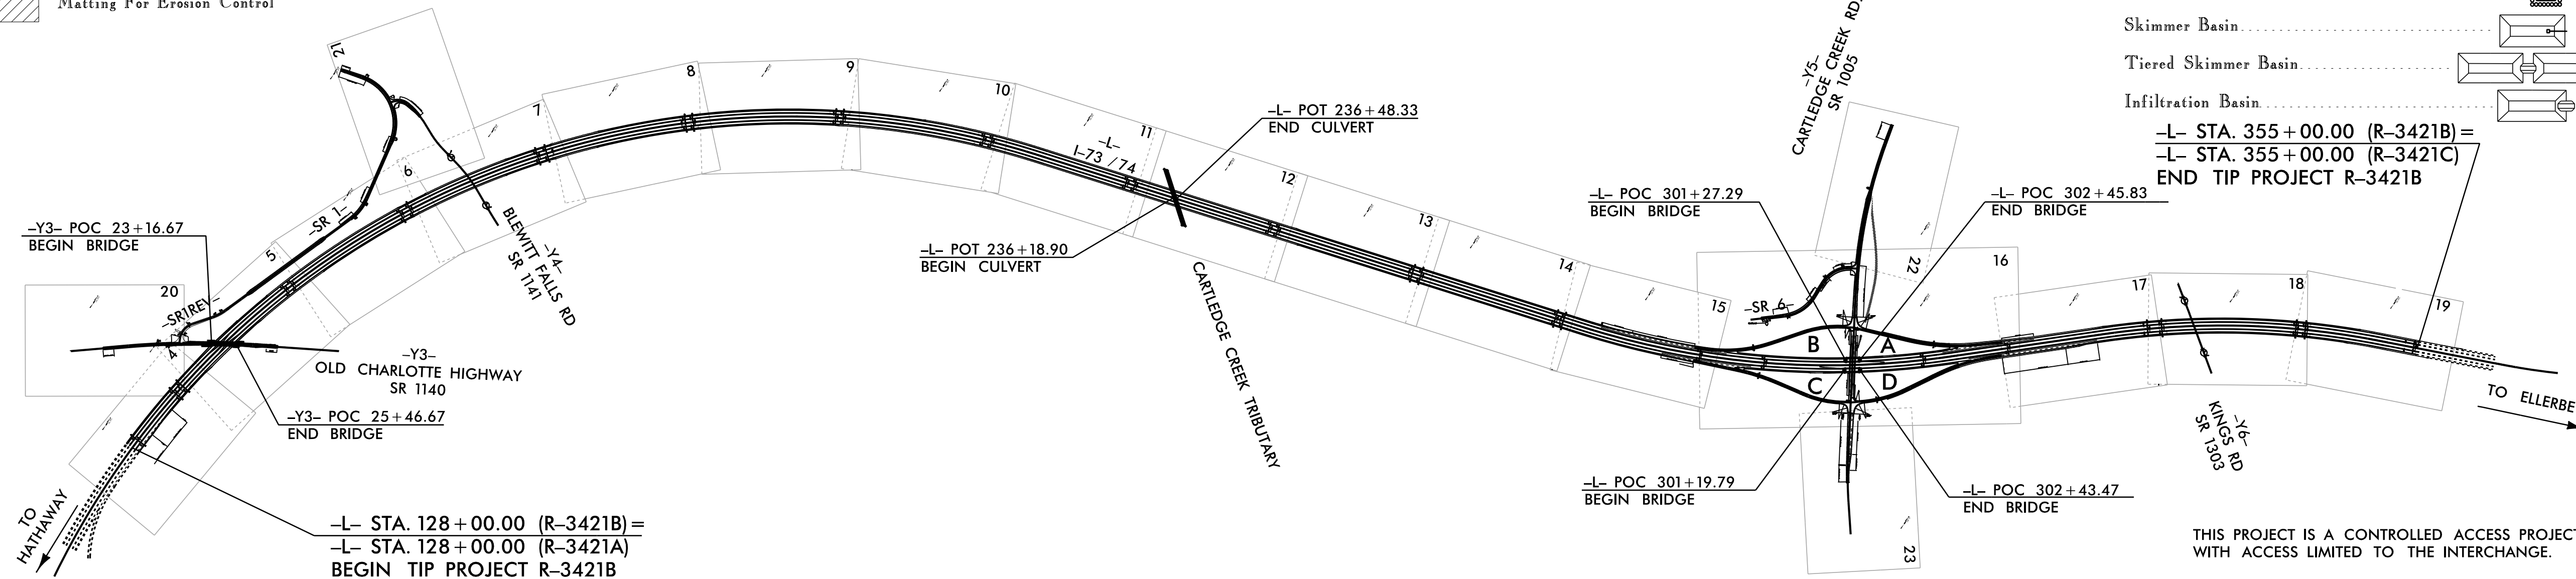 Matting For Erosion Control
Skimmer Basin
Tiered Skimmer Basin
Infiltration Basin
21
8
9
10
7
11
12
13
14
15
16
17
18
19
20
22
23
6
5
4
–L–
I–73 /74
–SR 1–
–SR1REV–
–SR 6–
–Y3– POC 23+16.67
BEGIN BRIDGE
–Y3–
OLD CHARLOTTE HIGHWAY
SR 1140
–Y3– POC 25+46.67
END BRIDGE
–Y4–
BLEWITT FALLS RD
SR 1141
–L– POT 236+48.33
END CULVERT
–L– POT 236+18.90
BEGIN CULVERT
CARTLEDGE CREEK TRIBUTARY
–Y5–
CARTLEDGE CREEK RD.
SR 1005
–L– POC 301+27.29
BEGIN BRIDGE
–L– POC 302+45.83
END BRIDGE
B
A
C
D
–L– POC 301+19.79
BEGIN BRIDGE
–L– POC 302+43.47
END BRIDGE
–L– STA. 355+00.00 (R–3421B) =
–L– STA. 355+00.00 (R–3421C)
END TIP PROJECT R–3421B
–Y6–
KINGS RD
SR 1303
TO ELLERBE
TO
HATHAWAY
–L– STA. 128+00.00 (R–3421B) =
–L– STA. 128+00.00 (R–3421A)
BEGIN TIP PROJECT R–3421B
THIS PROJECT IS A CONTROLLED ACCESS PROJEC
WITH ACCESS LIMITED TO THE INTERCHANGE.